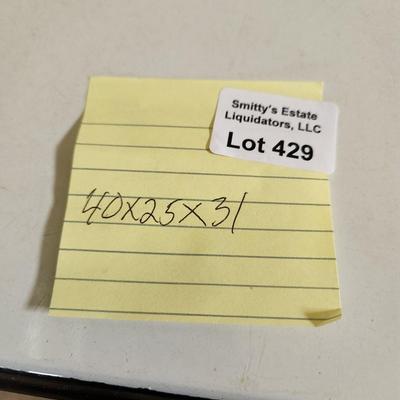 Smitty's Estate
Liquidators, LLC
Lot 429
40x25x31